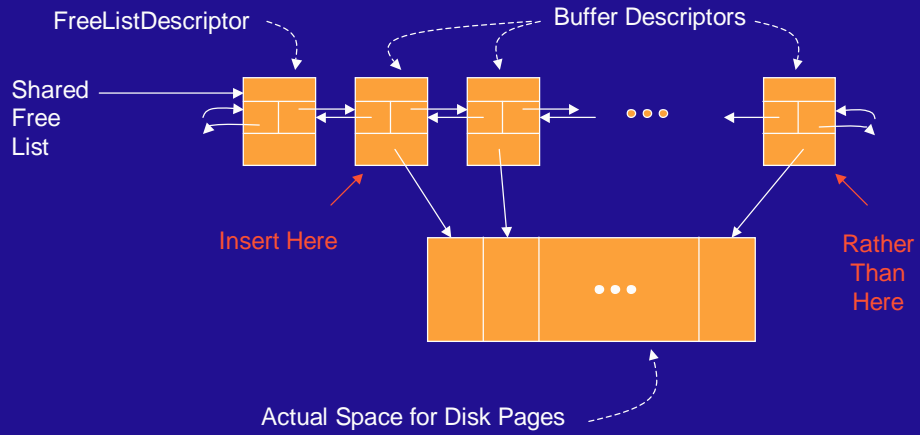 FreeListDescriptor
Buffer Descriptors
Shared
Free
List
Insert Here
Rather
Than
Here
Actual Space for Disk Pages